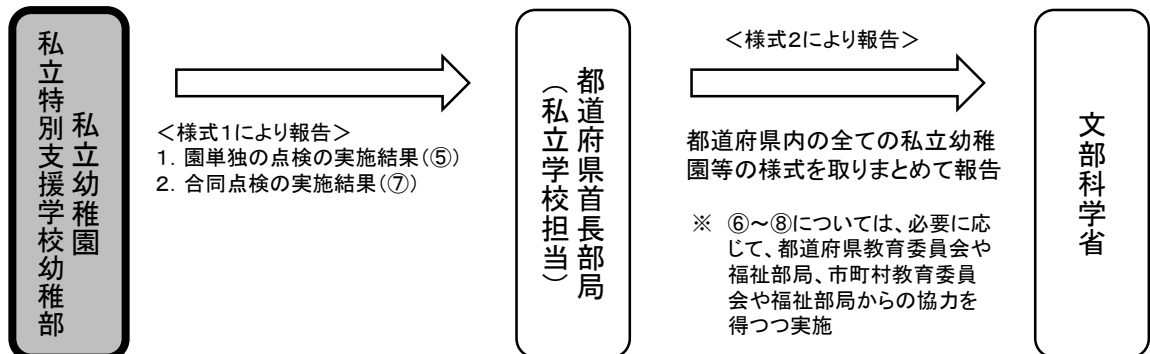 私立幼稚園
私立特別支援学校幼稚部
＜様式１により報告＞
１．園単独の点検の実施結果（⑤）
２．合同点検の実施結果（⑦）
都道府県首長部局
（私立学校担当）
＜様式２により報告＞
都道府県内の全ての私立幼稚
園等の様式を取りまとめて報告
※　⑥～⑧については、必要に応
じて、都道府県教育委員会や
福祉部局、市町村教育委員
会や福祉部局からの協力を
得つつ実施
文部科学省